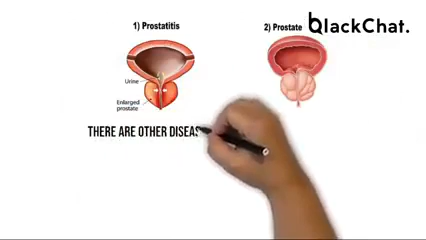 1) Prostatitis
2) Prostate
BlackChat.
Urine
Enlarged
prostate
THERE ARE OTHER DISEAS